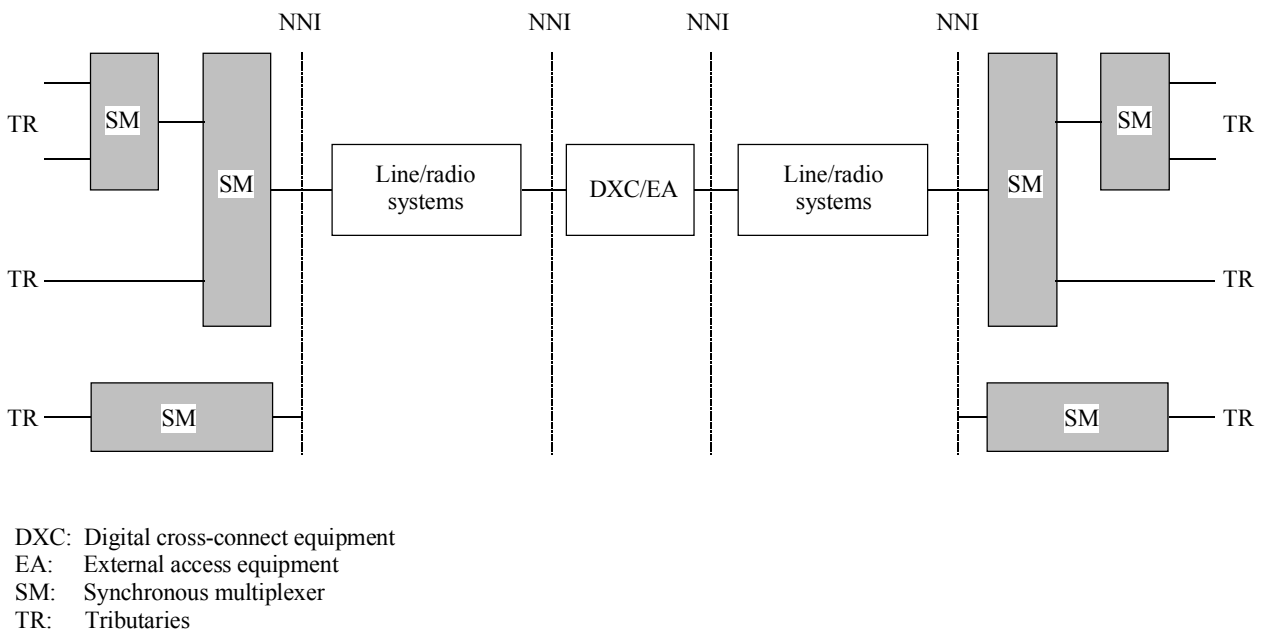 NNI NNI NNI NNI
TR SM SM TR
SM Line/radio systems DXC/EA Line/radio systems SM
TR TR
TR SM SM TR
DXC: Digital cross-connect equipment
EA: External access equipment
SM: Synchronous multiplexer
TR: Tributaries